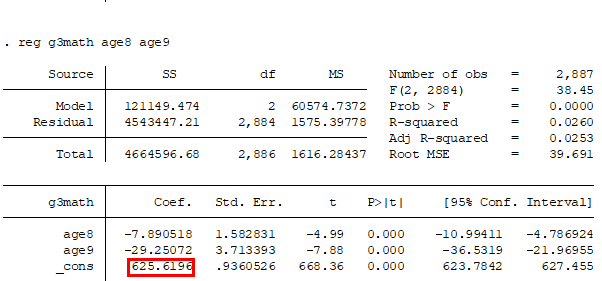 . reg g3math age8 age9
Source SS df MS Number of obs = 2,887
F(2, 2884) = 38.45
Model 121149.474 2 60574.7372 Prob > F = 0.0000
Residual 4543447.21 2,884 1575.39778 R-squared = 0.0260
Adj R-squared = 0.0253
Total 4664596.68 2,886 1616.28437 Root MSE = 39.691
g3math Coef. Std. Err. t P>|t| [95% Conf. Interval]
age8 -7.890518 1.582831 -4.99 0.000 -10.99411 -4.786924
age9 -29.25072 3.713393 -7.88 0.000 -36.5319 -21.96955
_cons 625.6196 .9360526 668.36 0.000 623.7842 627.455